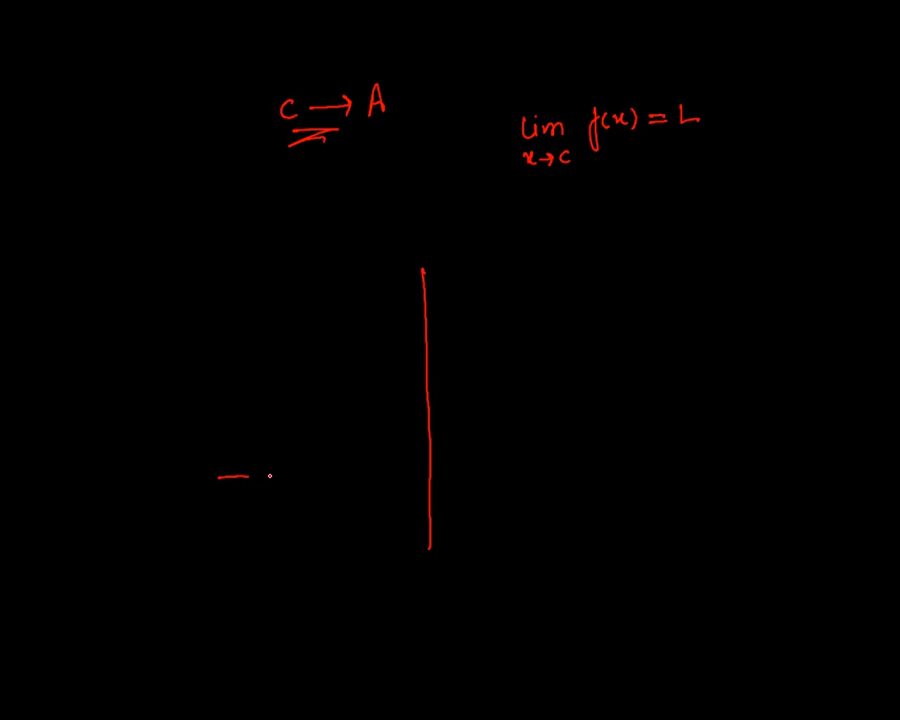 c → A
lim f(x) = L
x→c